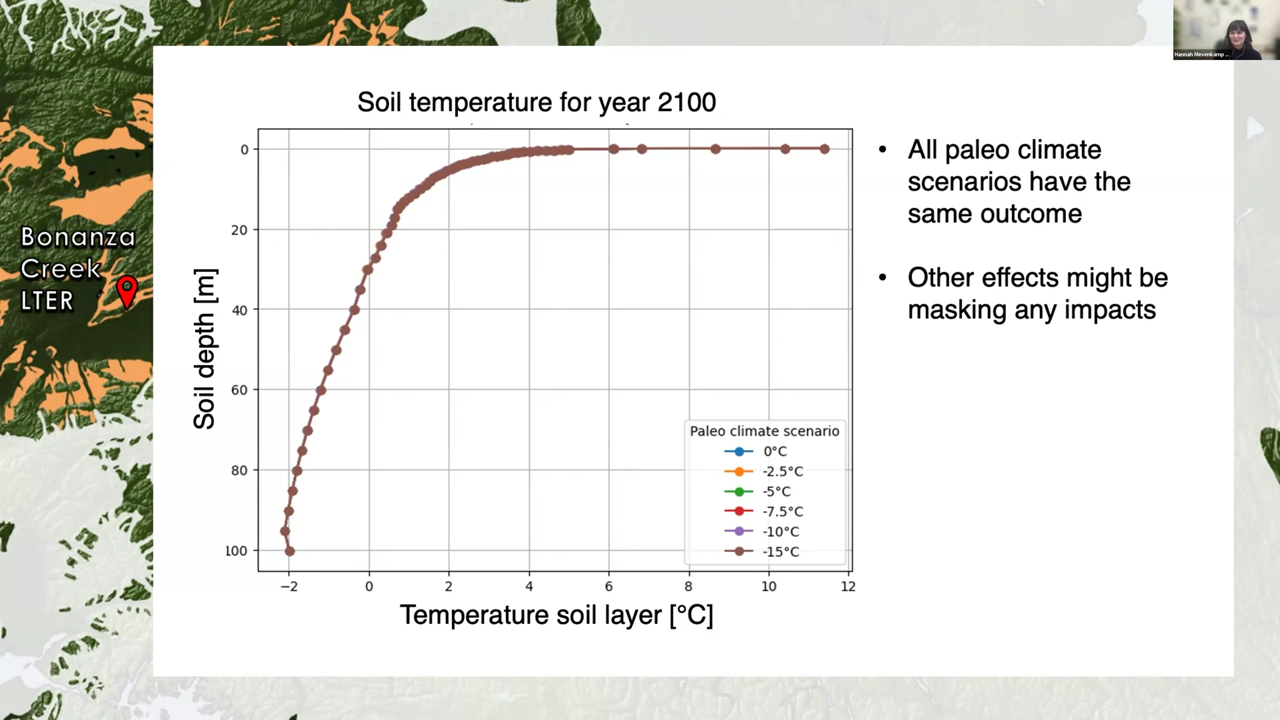 Hannah Mevenkamp ...
Soil temperature for year 2100
Bonanza
Creek
LTER
Soil depth [m]
0
20
40
60
80
100
−2
0
2
4
6
8
10
12
Temperature soil layer [°C]
Paleo climate scenario
0°C
-2.5°C
-5°C
-7.5°C
-10°C
-15°C
• All paleo climate
scenarios have the
same outcome
• Other effects might be
masking any impacts